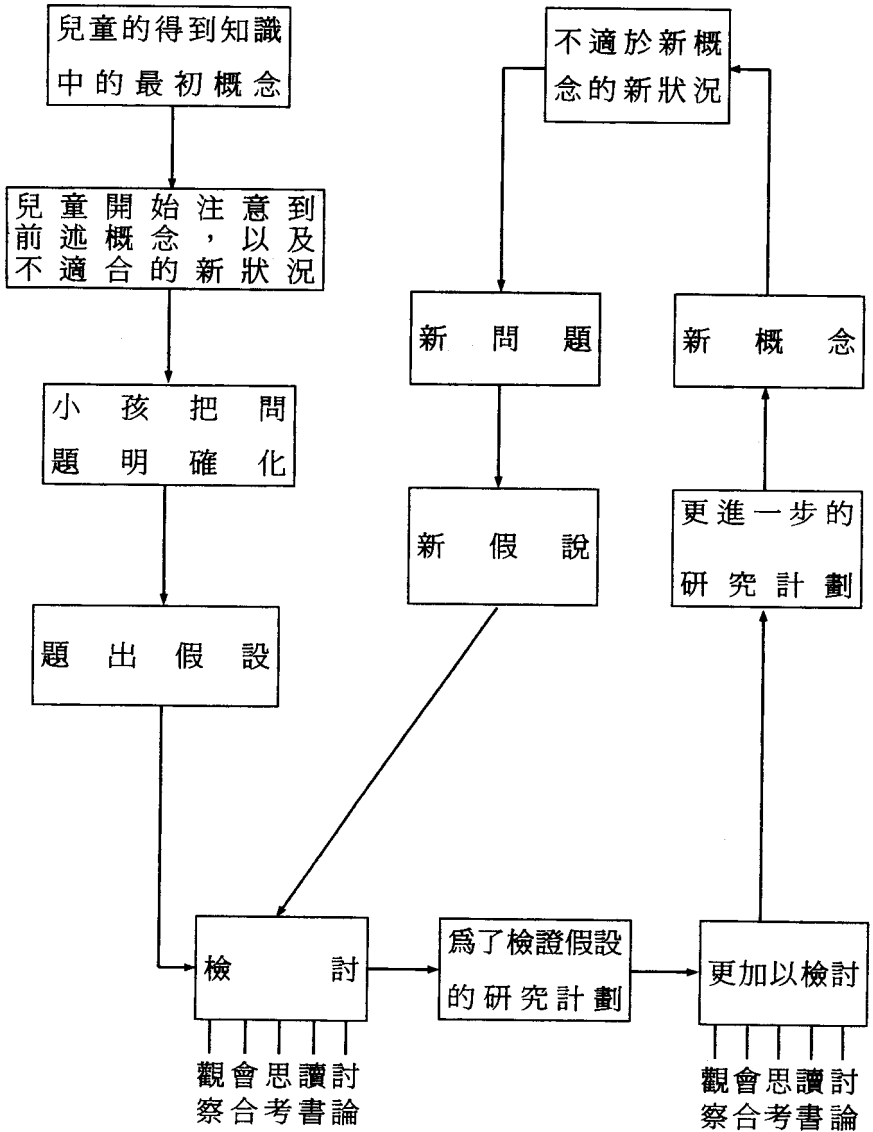 兒童的得到知識
中的最初概念
兒童開始注意到
前述概念，以及
不適合的新狀況
小孩把問
題明確化
題出假設
不適於新概
念的新狀況
新問題
新假說
新概念
更進一步的
研究計劃
檢討
為了檢證假設
的研究計劃
更加以檢討
觀察
會合
思考
讀書
討論
觀察
會合
思考
讀書
討論